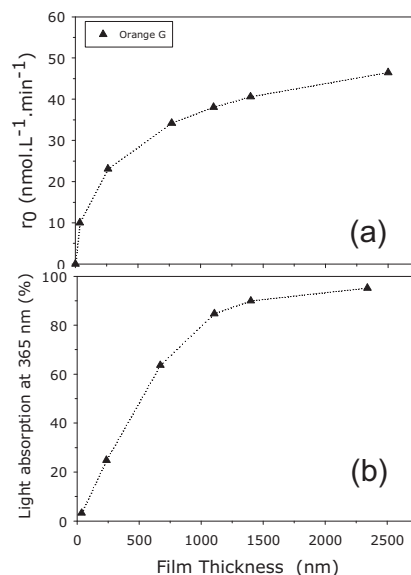 60
50
40
30
20
10
0
r0 (nmol.L-1.min-1)
Orange G
(a)
100
80
60
40
20
0
Light absorption at 365 nm (%)
(b)
0 500 1000 1500 2000 2500
Film Thickness (nm)